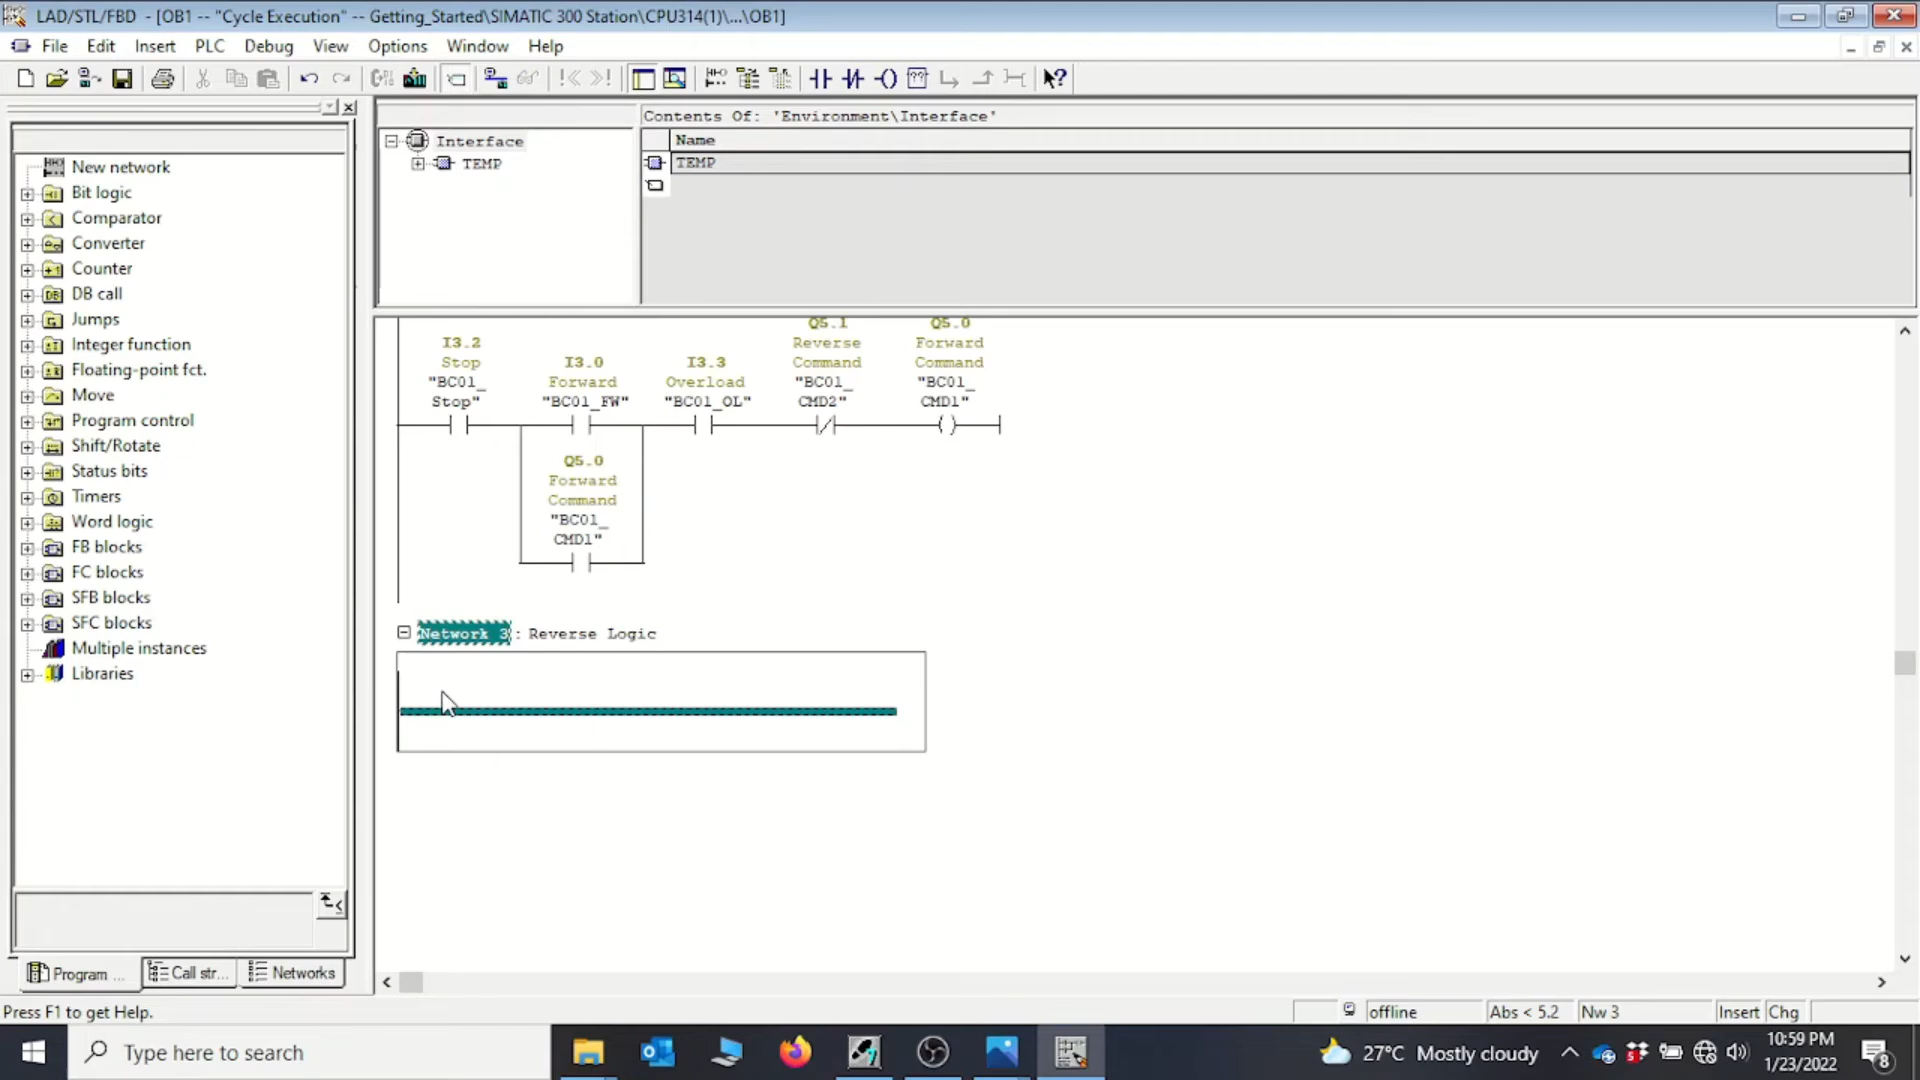 LAD/STL/FBD - [OB1 -- "Cycle Execution" -- Getting_Started\SIMATIC 300 Station\CPU314(1)\...\OB1]
File Edit Insert PLC Debug View Options Window Help
New network
Bit logic
Comparator
Converter
Counter
DB call
Jumps
Integer function
Floating-point fct.
Move
Program control
Shift/Rotate
Status bits
Timers
Word logic
FB blocks
FC blocks
SFB blocks
SFC blocks
Multiple instances
Libraries
Program ...
Call str...
Networks
Interface
TEMP
Contents Of: 'Environment\Interface'
Name
TEMP
I3.2
Stop
"BC01_
Stop"
I3.0
Forward
"BC01_FW"
I3.3
Overload
"BC01_OL"
Q5.1
Reverse
Command
"BC01_
CMD2"
Q5.0
Forward
Command
"BC01_
CMD1"
Q5.0
Forward
Command
"BC01_
CMD1"
Network 3: Reverse Logic
Press F1 to get Help.
offline
Abs < 5.2
Nw 3
Insert
Chg
Type here to search
27°C Mostly cloudy
10:59 PM
1/23/2022
8